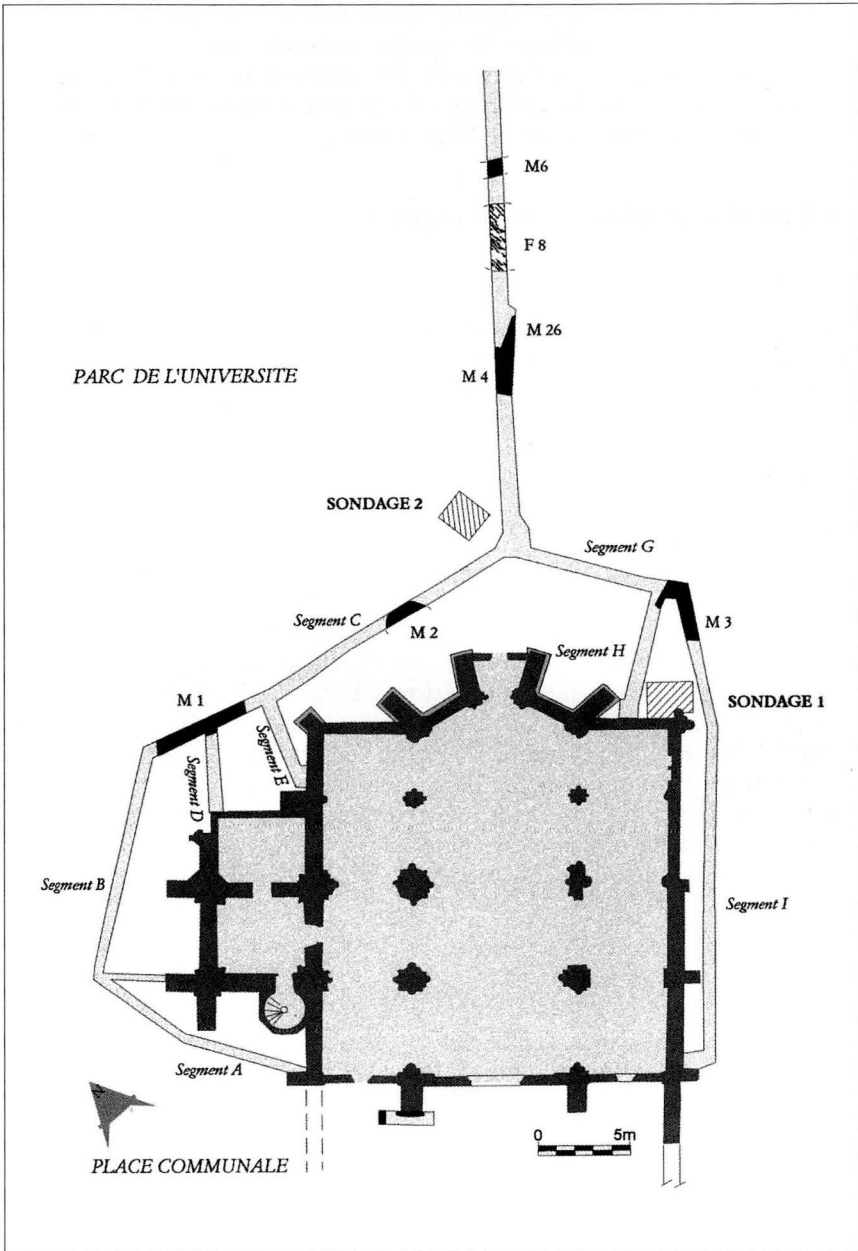 M6
F 8
M 26
PARC DE L'UNIVERSITE
M 4
SONDAGE 2
Segment G
Segment C
M 2
M 3
Segment H
M 1
SONDAGE 1
Segment E
Segment D
Segment B
Segment I
Segment A
N
0 5m
PLACE COMMUNALE